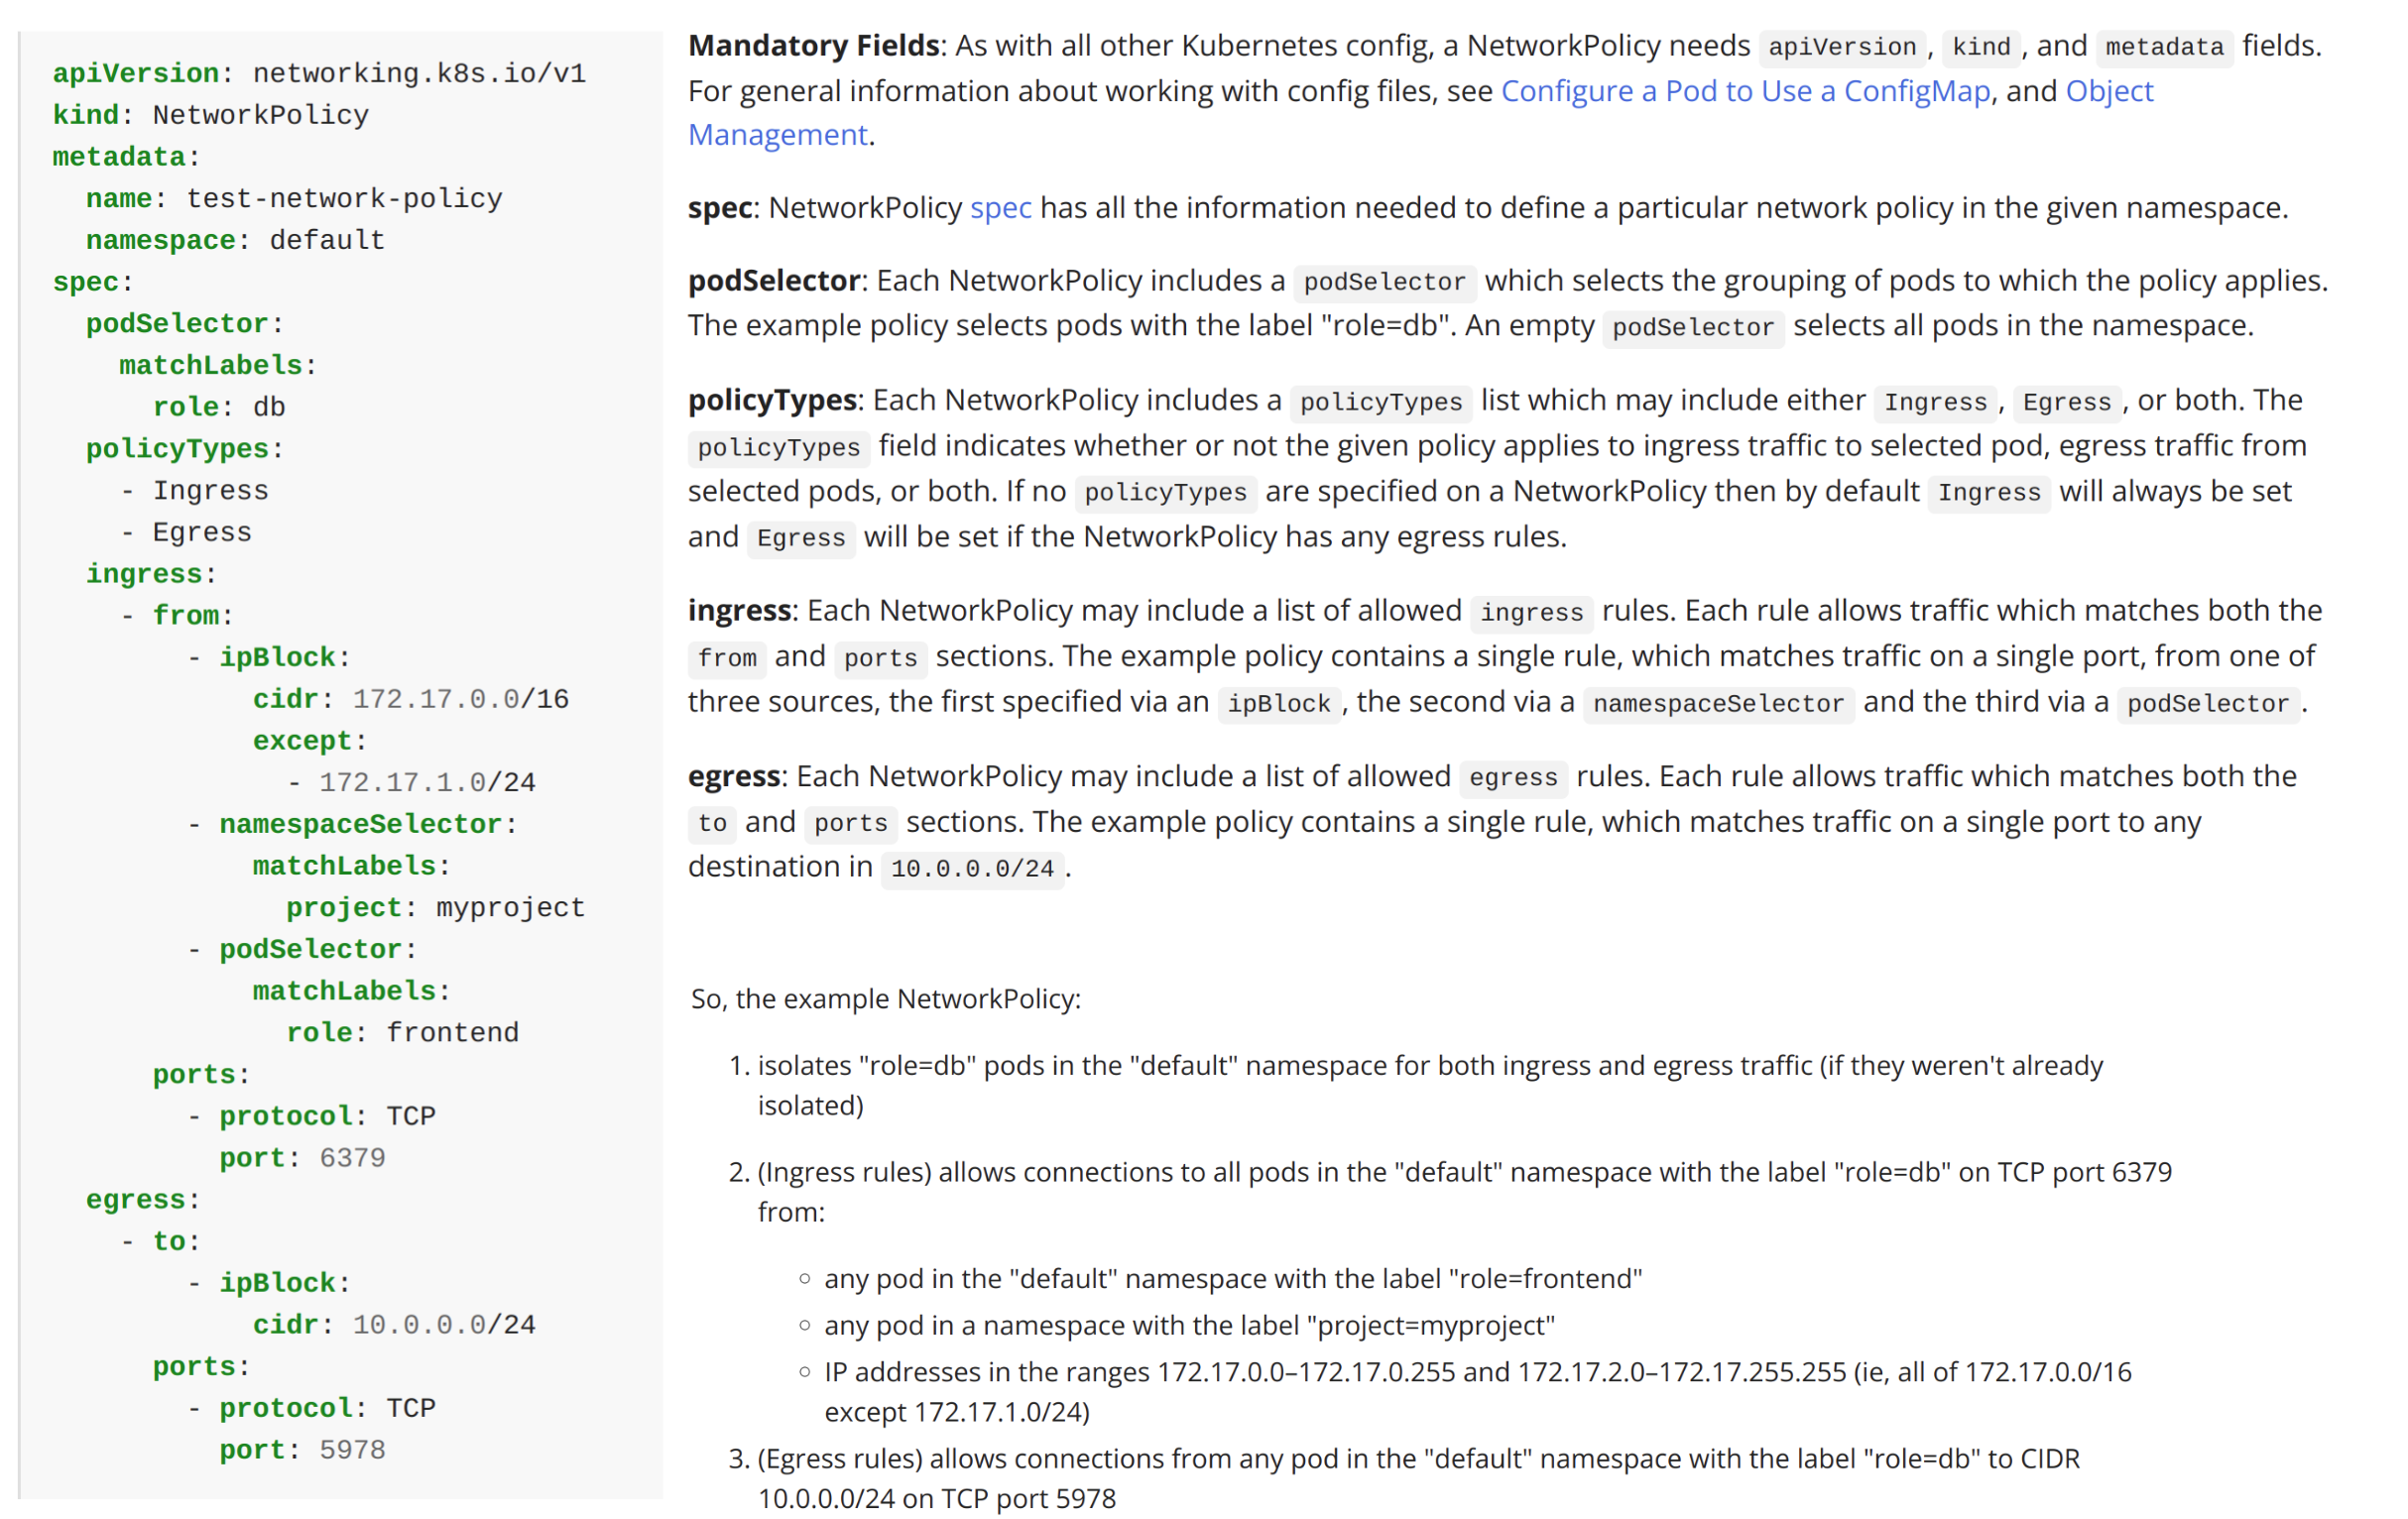 apiVersion: networking.k8s.io/v1
kind: NetworkPolicy
metadata:
  name: test-network-policy
  namespace: default
spec:
  podSelector:
    matchLabels:
      role: db
  policyTypes:
    - Ingress
    - Egress
  ingress:
    - from:
        - ipBlock:
            cidr: 172.17.0.0/16
            except:
              - 172.17.1.0/24
        - namespaceSelector:
            matchLabels:
              project: myproject
        - podSelector:
            matchLabels:
              role: frontend
      ports:
        - protocol: TCP
          port: 6379
  egress:
    - to:
        - ipBlock:
            cidr: 10.0.0.0/24
      ports:
        - protocol: TCP
          port: 5978
Mandatory Fields: As with all other Kubernetes config, a NetworkPolicy needs apiVersion, kind, and metadata fields.
For general information about working with config files, see Configure a Pod to Use a ConfigMap, and Object
Management.
spec: NetworkPolicy spec has all the information needed to define a particular network policy in the given namespace.
podSelector: Each NetworkPolicy includes a podSelector which selects the grouping of pods to which the policy applies.
The example policy selects pods with the label "role=db". An empty podSelector selects all pods in the namespace.
policyTypes: Each NetworkPolicy includes a policyTypes list which may include either Ingress, Egress, or both. The
policyTypes field indicates whether or not the given policy applies to ingress traffic to selected pod, egress traffic from
selected pods, or both. If no policyTypes are specified on a NetworkPolicy then by default Ingress will always be set
and Egress will be set if the NetworkPolicy has any egress rules.
ingress: Each NetworkPolicy may include a list of allowed ingress rules. Each rule allows traffic which matches both the
from and ports sections. The example policy contains a single rule, which matches traffic on a single port, from one of
three sources, the first specified via an ipBlock, the second via a namespaceSelector and the third via a podSelector.
egress: Each NetworkPolicy may include a list of allowed egress rules. Each rule allows traffic which matches both the
to and ports sections. The example policy contains a single rule, which matches traffic on a single port to any
destination in 10.0.0.0/24.
So, the example NetworkPolicy:
1. isolates "role=db" pods in the "default" namespace for both ingress and egress traffic (if they weren't already
isolated)
2. (Ingress rules) allows connections to all pods in the "default" namespace with the label "role=db" on TCP port 6379
from:
○ any pod in the "default" namespace with the label "role=frontend"
○ any pod in a namespace with the label "project=myproject"
○ IP addresses in the ranges 172.17.0.0–172.17.0.255 and 172.17.2.0–172.17.255.255 (ie, all of 172.17.0.0/16
except 172.17.1.0/24)
3. (Egress rules) allows connections from any pod in the "default" namespace with the label "role=db" to CIDR
10.0.0.0/24 on TCP port 5978